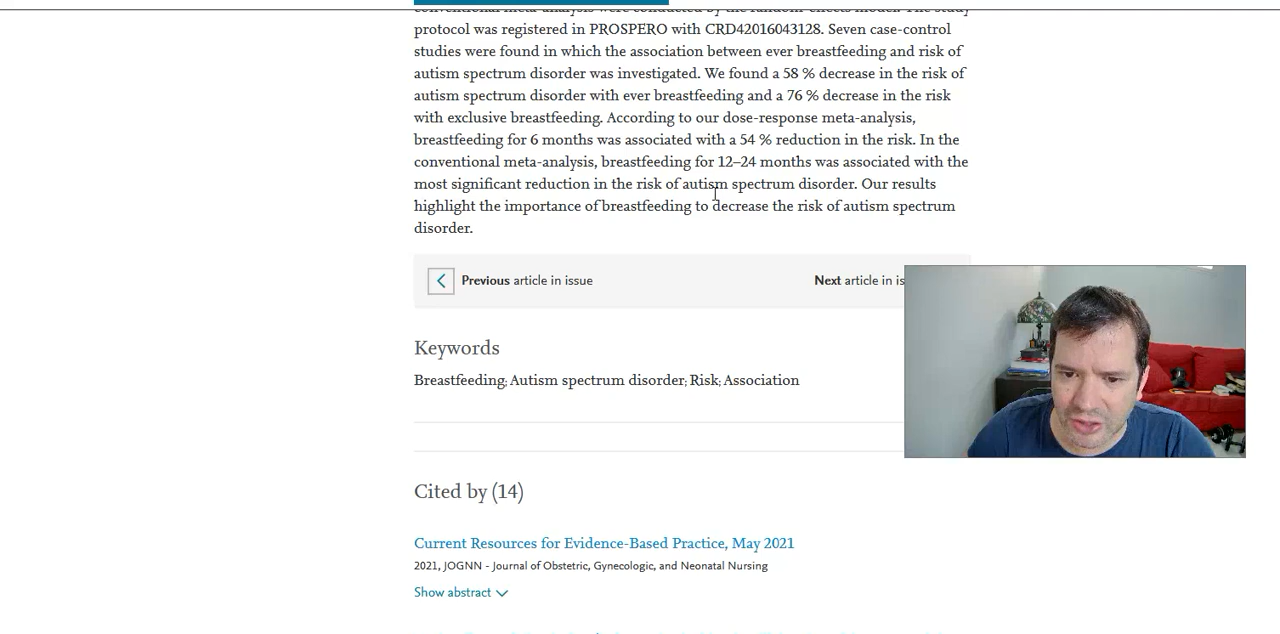 conventional meta-analysis were conducted by the random-effects model. The study
protocol was registered in PROSPERO with CRD42016043128. Seven case-control
studies were found in which the association between ever breastfeeding and risk of
autism spectrum disorder was investigated. We found a 58 % decrease in the risk of
autism spectrum disorder with ever breastfeeding and a 76 % decrease in the risk
with exclusive breastfeeding. According to our dose-response meta-analysis,
breastfeeding for 6 months was associated with a 54 % reduction in the risk. In the
conventional meta-analysis, breastfeeding for 12–24 months was associated with the
most significant reduction in the risk of autism spectrum disorder. Our results
highlight the importance of breastfeeding to decrease the risk of autism spectrum
disorder.
Previous article in issue
Next article in
Keywords
Breastfeeding; Autism spectrum disorder; Risk; Association
Cited by (14)
Current Resources for Evidence-Based Practice, May 2021
2021, JOGNN - Journal of Obstetric, Gynecologic, and Neonatal Nursing
Show abstract